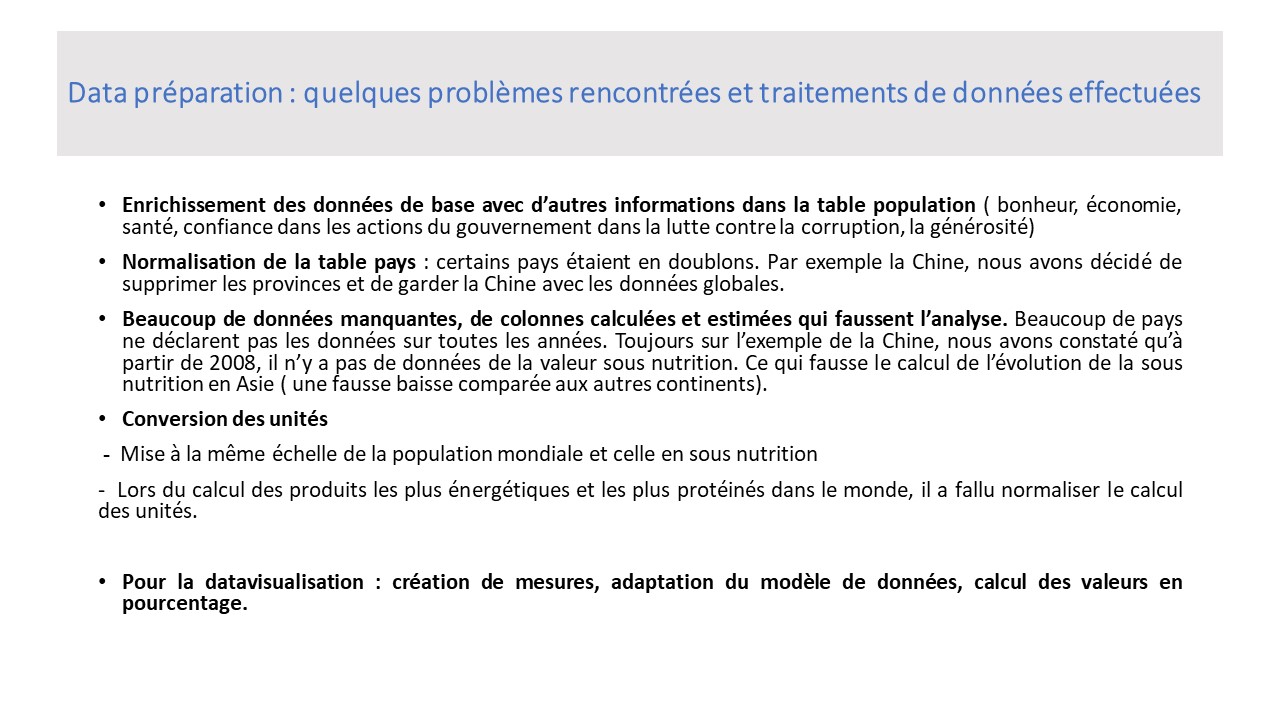 Data préparation : quelques problèmes rencontrées et traitements de données effectuées
• Enrichissement des données de base avec d’autres informations dans la table population ( bonheur, économie,
santé, confiance dans les actions du gouvernement dans la lutte contre la corruption, la générosité)
• Normalisation de la table pays : certains pays étaient en doublons. Par exemple la Chine, nous avons décidé de
supprimer les provinces et de garder la Chine avec les données globales.
• Beaucoup de données manquantes, de colonnes calculées et estimées qui faussent l’analyse. Beaucoup de pays
ne déclarent pas les données sur toutes les années. Toujours sur l’exemple de la Chine, nous avons constaté qu’à
partir de 2008, il n’y a pas de données de la valeur sous nutrition. Ce qui fausse le calcul de l’évolution de la sous
nutrition en Asie ( une fausse baisse comparée aux autres continents).
• Conversion des unités
- Mise à la même échelle de la population mondiale et celle en sous nutrition
- Lors du calcul des produits les plus énergétiques et les plus protéinés dans le monde, il a fallu normaliser le calcul
des unités.
• Pour la datavisualisation : création de mesures, adaptation du modèle de données, calcul des valeurs en
pourcentage.